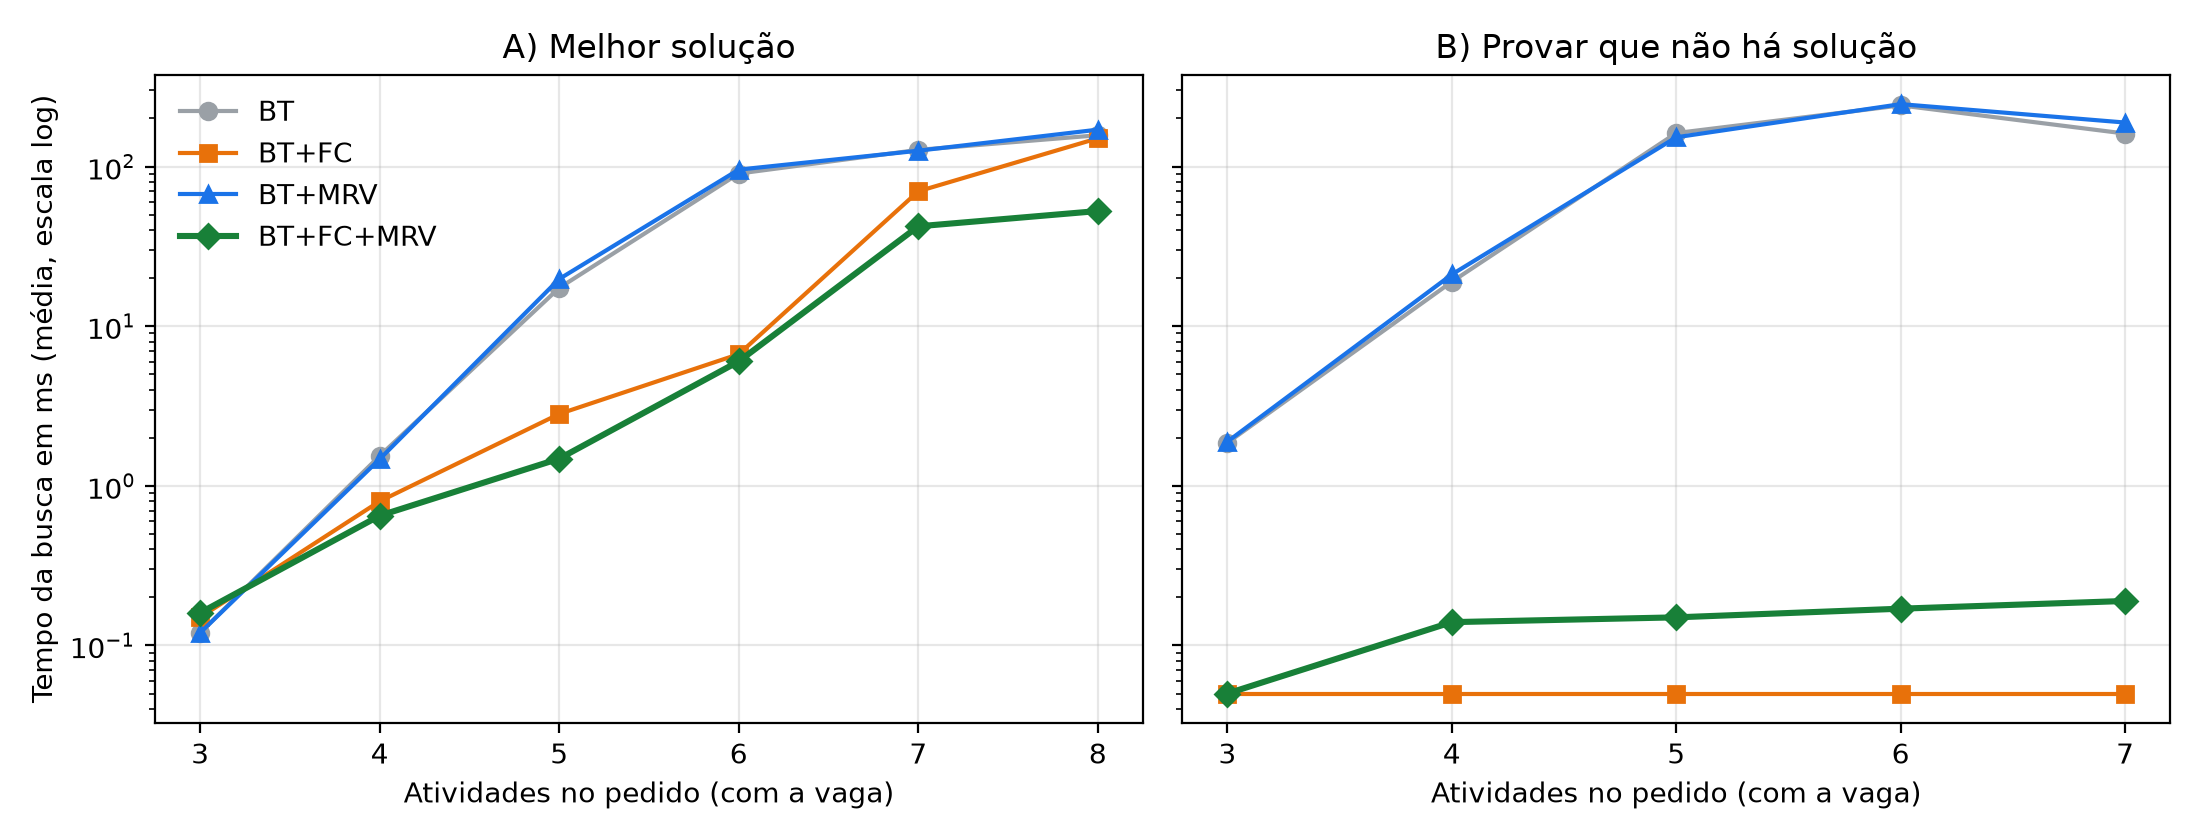 A) Melhor solução
B) Provar que não há solução
BT
BT+FC
BT+MRV
BT+FC+MRV
Tempo da busca em ms (média, escala log)
10²
10¹
10⁰
10⁻¹
3 4 5 6 7 8
3 4 5 6 7
Atividades no pedido (com a vaga)
Atividades no pedido (com a vaga)